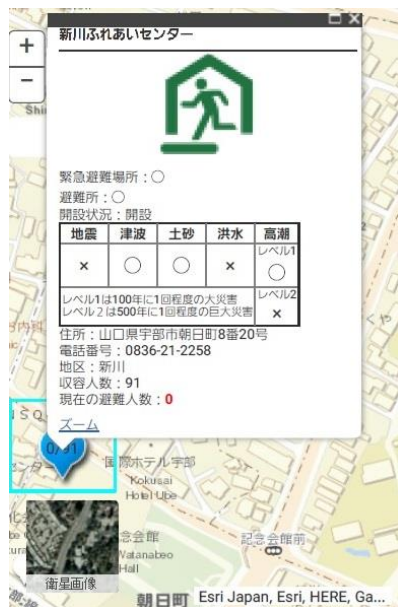 新川ふれあいセンター
+
−
Shi
緊急避難場所：○
避難所：○
開設状況：開設
地震 津波 土砂 洪水 高潮
× ○ ○ × レベル1 ○
レベル1は100年に1回程度の大災害
レベル２は500年に1回程度の巨大災害
レベル2 ×
住所：山口県宇部市朝日町8番20号
電話番号：0836-21-2258
地区：新川
収容人数：91
現在の避難人数：0
ズーム
0/91
国際ホテル宇部
Kokusai
Hotel Ube
念会館
Watanabeo
Hall
記念会館前
衛星画像
朝日町
Esri Japan, Esri, HERE, Ga...